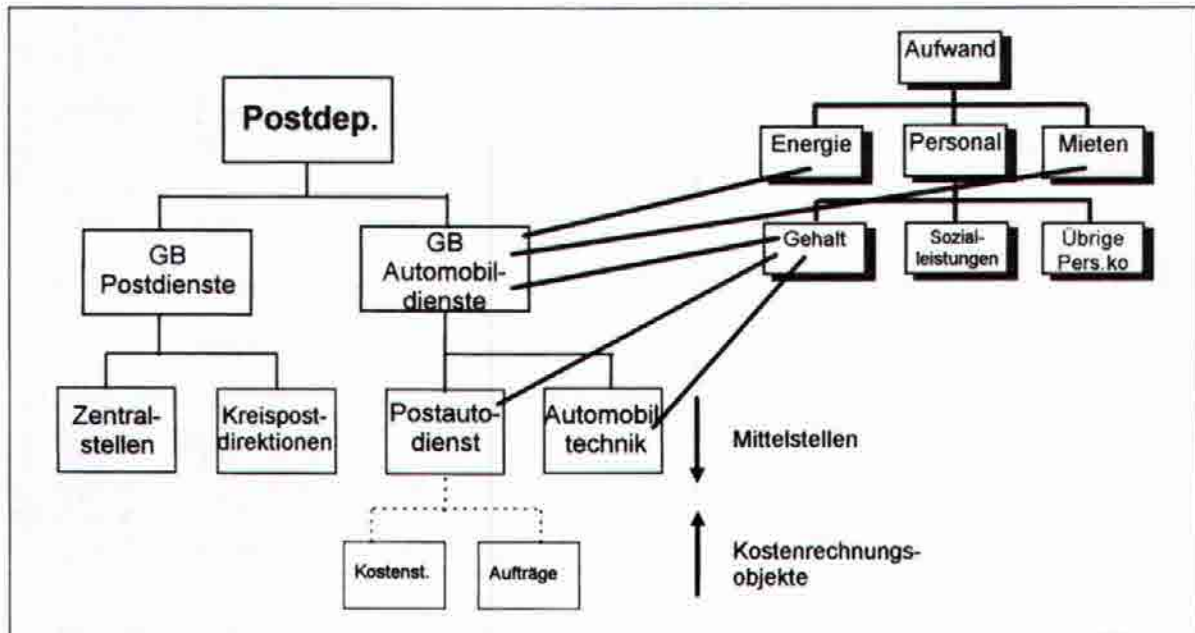 Postdep.
GB
Postdienste
GB
Automobil-
dienste
Zentral-
stellen
Kreispost-
direktionen
Postauto-
dienst
Automobil
technik
Kostenst.
Aufträge
Aufwand
Energie
Personal
Mieten
Gehalt
Sozial-
leistungen
Übrige
Pers.ko
Mittelstellen
Kostenrechnungs-
objekte